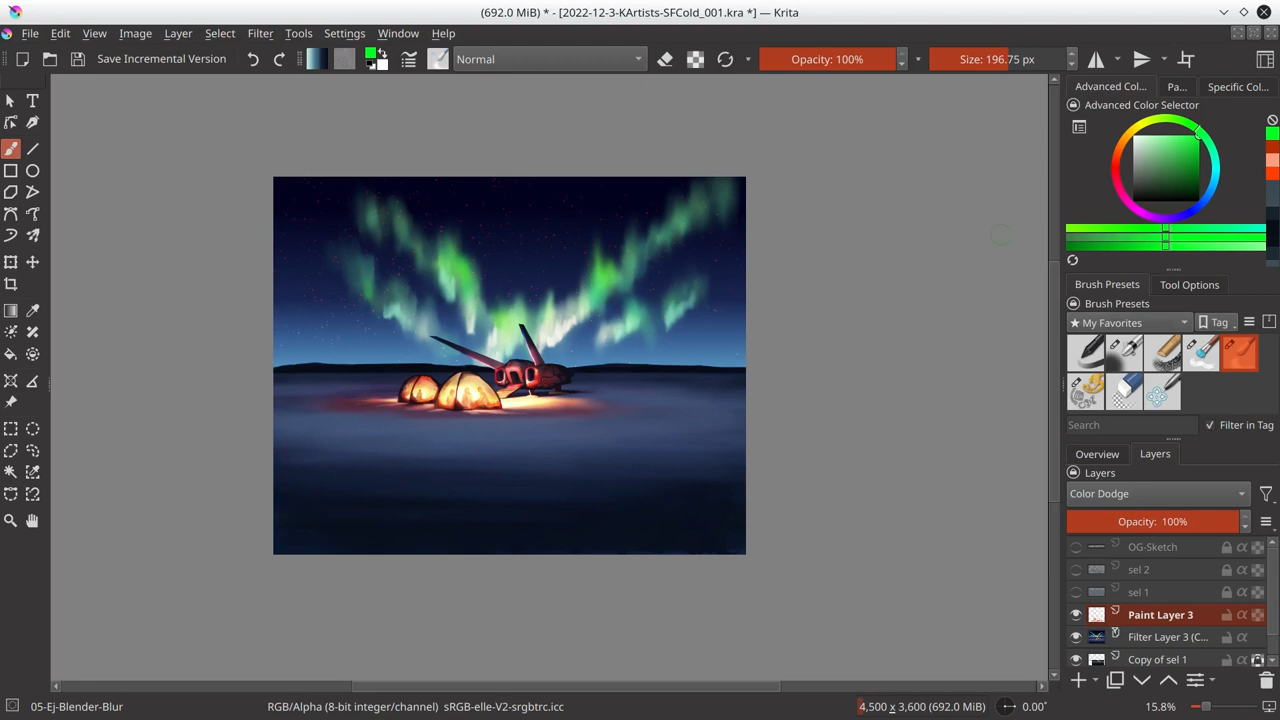 (692.0 MiB) * - [2022-12-3-KArtists-SFCold_001.kra *] — Krita
File Edit View Image Layer Select Filter Tools Settings Window Help
Save Incremental Version Normal Opacity: 100% Size: 196.75 px
Advanced Col... Pa... Specific Col...
Advanced Color Selector
Brush Presets Tool Options
Brush Presets
★ My Favorites Tag
Search Filter in Tag
Overview Layers
Layers
Color Dodge
Opacity: 100%
OG-Sketch
sel 2
sel 1
Paint Layer 3
Filter Layer 3 (C...
Copy of sel 1
05-Ej-Blender-Blur RGB/Alpha (8-bit integer/channel) sRGB-elle-V2-srgbtrc.icc 4,500 x 3,600 (692.0 MiB) 0.00° 15.8%